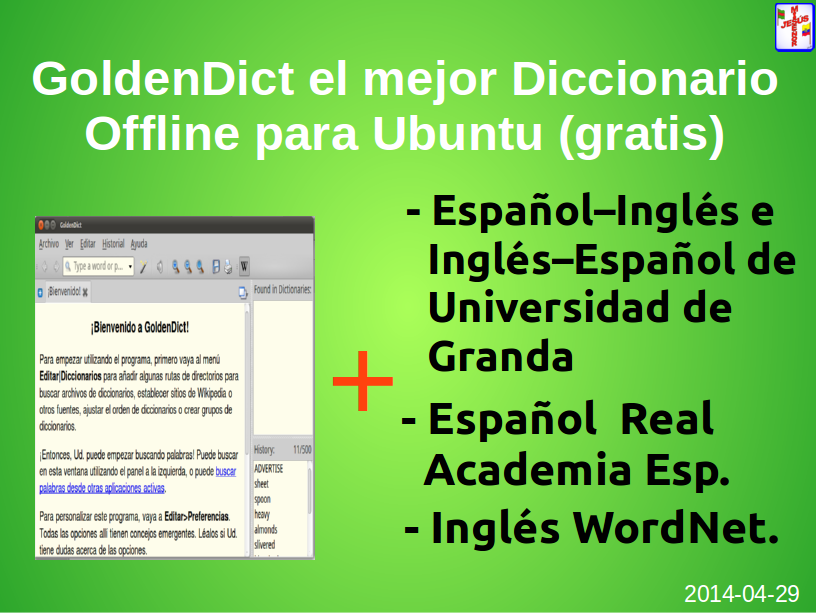 GoldenDict el mejor Diccionario
Offline para Ubuntu (gratis)
- Español–Inglés e
Inglés–Español de
Universidad de
Granda
- Español Real
Academia Esp.
- Inglés WordNet.
GoldenDict
Archivo Ver Editar Historial Ayuda
Type a word or p...
W
¡Bienvenido!
Found in Dictionaries:
¡Bienvenido a GoldenDict!
Para empezar utilizando el programa, primero vaya al menú
Editar|Diccionarios para añadir algunas rutas de directorios para
buscar archivos de diccionarios, establecer sitios de Wikipedia o
otros fuentes, ajustar el orden de diccionarios o crear grupos de
diccionarios.
¡Entonces, Ud. puede empezar buscando palabras! Puede buscar
en esta ventana utilizando el panel a la izquierda, o puede buscar
palabras desde otras aplicaciones activas.
Para personalizar este programa, vaya a Editar>Preferencias.
Todas las opciones allí tienen concejos emergentes. Léalos si Ud.
tiene dudas acerca de las opciones.
History: 11/500
ADVERTISE
sheet
spoon
heavy
almonds
slivered
+
2014-04-29